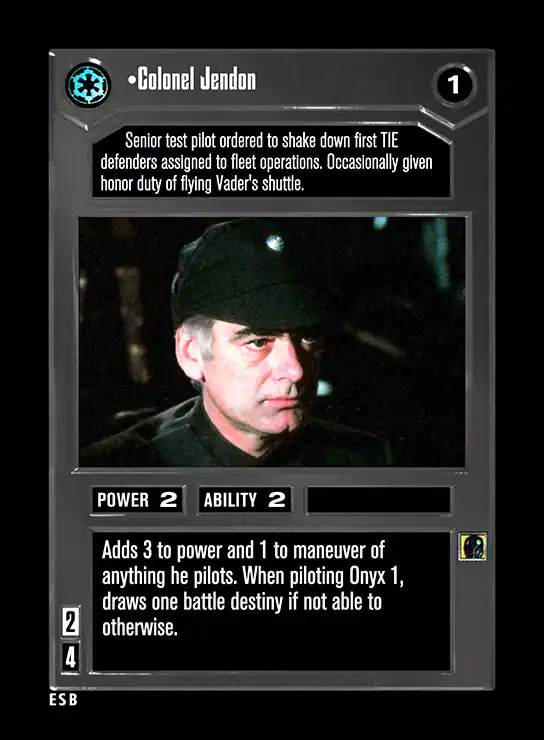 •Colonel Jendon
1
Senior test pilot ordered to shake down first TIE
defenders assigned to fleet operations. Occasionally given
honor duty of flying Vader's shuttle.
POWER 2 ABILITY 2
Adds 3 to power and 1 to maneuver of
anything he pilots. When piloting Onyx 1,
draws one battle destiny if not able to
otherwise.
2
4
ESB